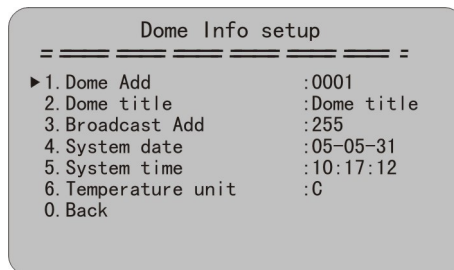 Dome Info setup
▶1. Dome Add :0001
2. Dome title :Dome title
3. Broadcast Add :255
4. System date :05-05-31
5. System time :10:17:12
6. Temperature unit :C
0. Back